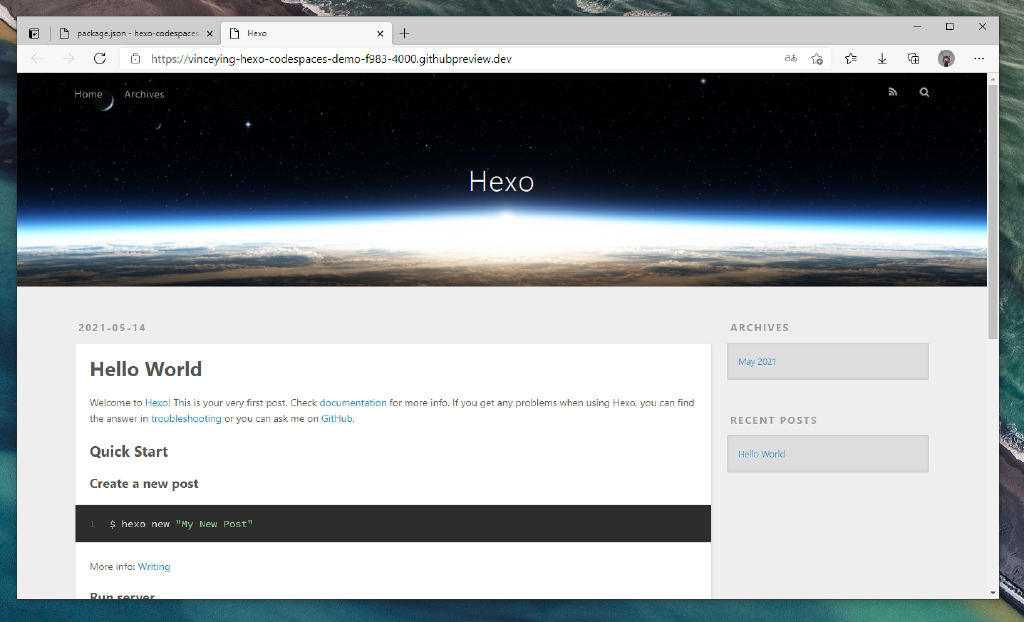 package.json - hexo-codespaces
Hexo
https://vinceying-hexo-codespaces-demo-f983-4000.githubpreview.dev
Home
Archives
Hexo
2021-05-14
Hello World
Welcome to Hexo! This is your very first post. Check documentation for more info. If you get any problems when using Hexo, you can find
the answer in troubleshooting or you can ask me on GitHub.
Quick Start
Create a new post
1 $ hexo new "My New Post"
More info: Writing
Run server
ARCHIVES
May 2021
RECENT POSTS
Hello World